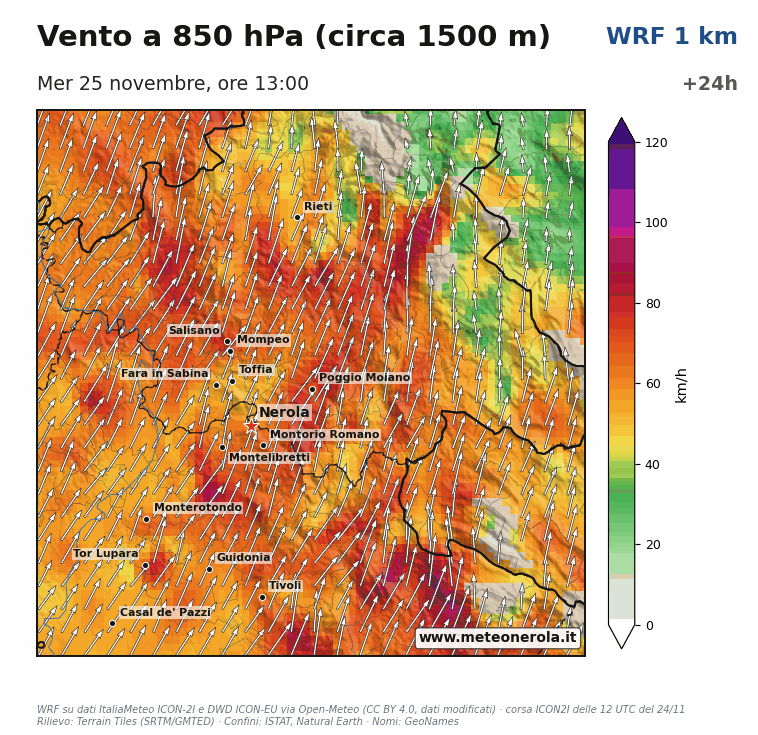 Vento a 850 hPa (circa 1500 m)
WRF 1 km
Mer 25 novembre, ore 13:00
+24h
Rieti
Salisano
Mompeo
Fara in Sabina
Toffia
Poggio Moiano
Nerola
Montorio Romano
Montelibretti
Monterotondo
Tor Lupara
Guidonia
Tivoli
Casal de' Pazzi
www.meteonerola.it
120
100
80
60
40
20
0
km/h
WRF su dati ItaliaMeteo ICON-2I e DWD ICON-EU via Open-Meteo (CC BY 4.0, dati modificati) · corsa ICON2I delle 12 UTC del 24/11
Rilievo: Terrain Tiles (SRTM/GMTED) · Confini: ISTAT, Natural Earth · Nomi: GeoNames